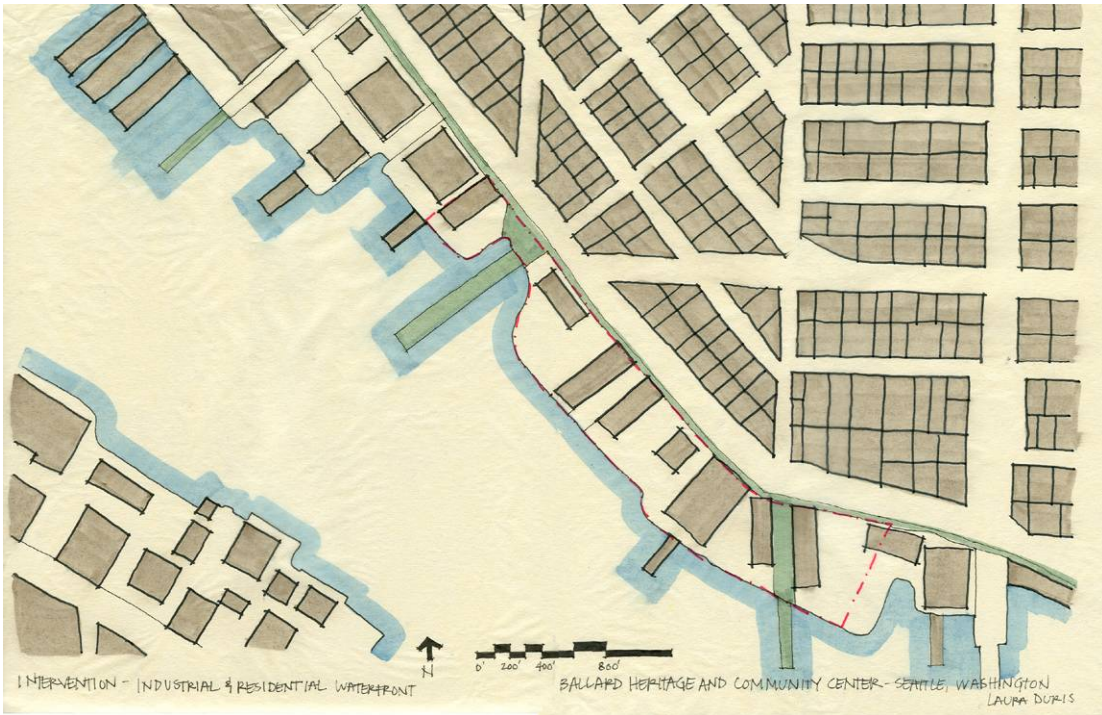 N
0' 200' 400' 800'
INTERVENTION - INDUSTRIAL & RESIDENTIAL WATERFRONT
BALLARD HERITAGE AND COMMUNITY CENTER - SEATTLE, WASHINGTON
LAURA DURIS